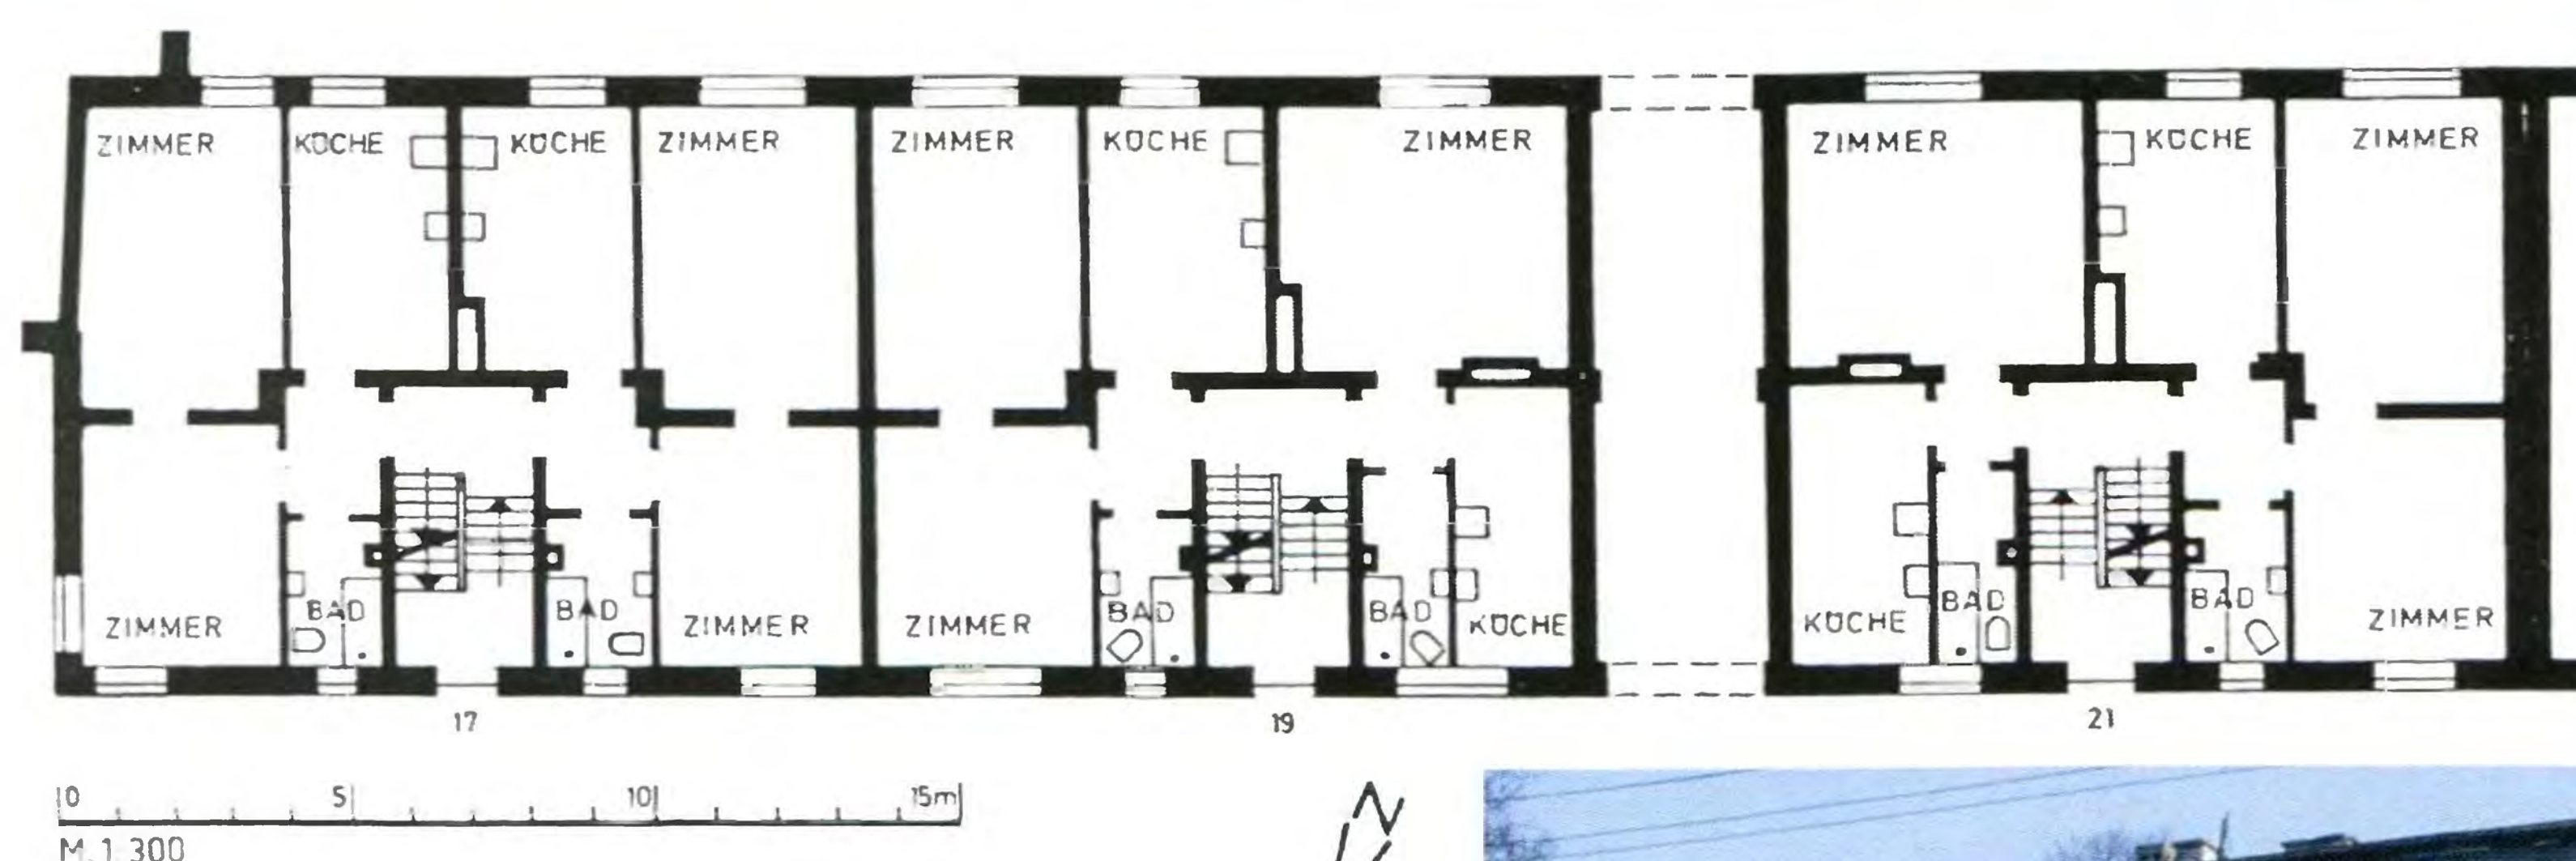 ZIMMER KÜCHE KÜCHE ZIMMER ZIMMER KÜCHE ZIMMER ZIMMER KÜCHE ZIMMER
ZIMMER BAD BAD ZIMMER ZIMMER BAD BAD KÜCHE KÜCHE BAD BAD ZIMMER
17 19 21
0 5 10 15m
M. 1:300
N